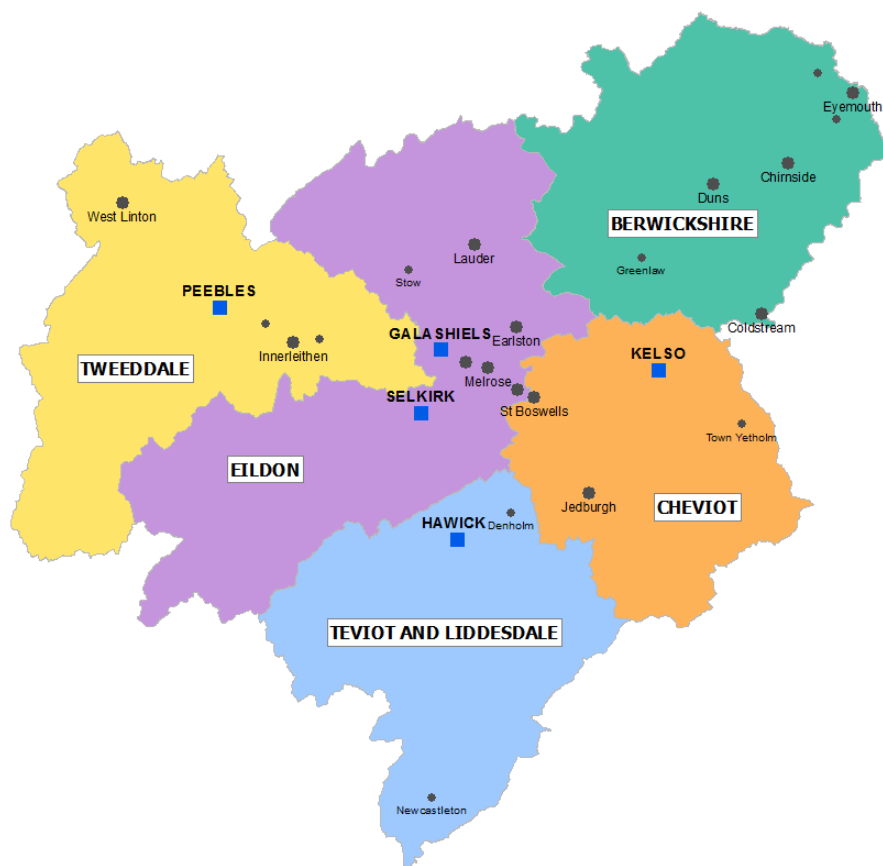 Eyemouth
Chirnside
Duns
West Linton
BERWICKSHIRE
Lauder
Greenlaw
Stow
PEEBLES
Coldstream
GALASHIELS
Earlston
Innerleithen
KELSO
TWEEDDALE
Melrose
SELKIRK
St Boswells
Town Yetholm
EILDON
Jedburgh
CHEVIOT
HAWICK
Denholm
TEVIOT AND LIDDESDALE
Newcastleton